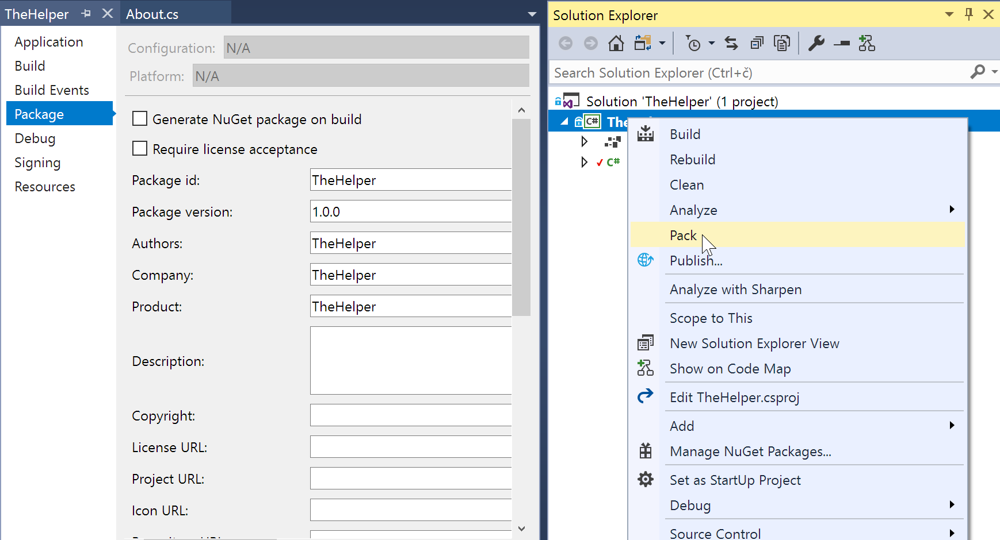 TheHelper
About.cs
Application
Build
Build Events
Package
Debug
Signing
Resources
Configuration: N/A
Platform: N/A
Generate NuGet package on build
Require license acceptance
Package id: TheHelper
Package version: 1.0.0
Authors: TheHelper
Company: TheHelper
Product: TheHelper
Description:
Copyright:
License URL:
Project URL:
Icon URL:
Solution Explorer
Search Solution Explorer (Ctrl+č)
Solution 'TheHelper' (1 project)
C#
C#
Build
Rebuild
Clean
Analyze
Pack
Publish...
Analyze with Sharpen
Scope to This
New Solution Explorer View
Show on Code Map
Edit TheHelper.csproj
Add
Manage NuGet Packages...
Set as StartUp Project
Debug
Source Control